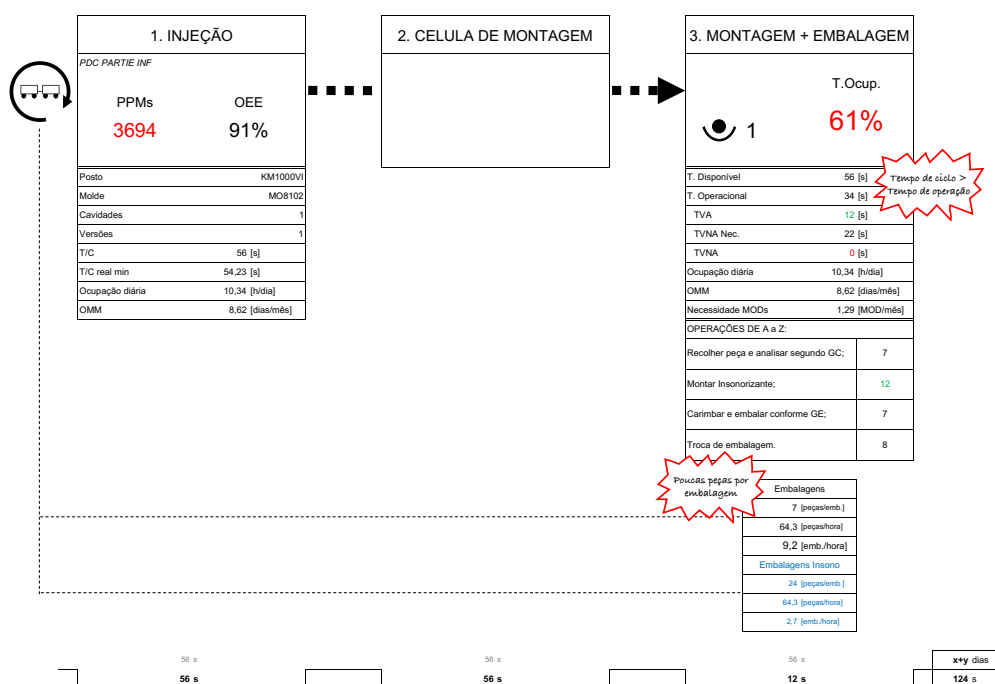 1. INJEÇÃO
PDC PARTIE INF
PPMs OEE
3694 91%
Posto KM1000VI
Molde MO8102
Cavidades 1
Versões 1
T/C 56 [s]
T/C real min 54,23 [s]
Ocupação diária 10,34 [h/dia]
OMM 8,62 [dias/mês]
2. CELULA DE MONTAGEM
3. MONTAGEM + EMBALAGEM
T.Ocup.
1 61%
T. Disponível 56 [s]
T. Operacional 34 [s]
TVA 12 [s]
TVNA Nec. 22 [s]
TVNA 0 [s]
Ocupação diária 10,34 [h/dia]
OMM 8,62 [dias/mês]
Necessidade MODs 1,29 [MOD/mês]
OPERAÇÕES DE A a Z:
Recolher peça e analisar segundo GC; 7
Montar Insonorizante; 12
Carimbar e embalar conforme GE; 7
Troca de embalagem. 8
Tempo de ciclo >
Tempo de operação
Poucas peças por
embalagem
Embalagens
7 [peças/emb.]
64,3 [peças/hora]
9,2 [emb./hora]
Embalagens Insono
24 [peças/emb.]
64,3 [peças/hora]
2,7 [emb./hora]
56 s 56 s 56 s x+y dias
56 s 56 s 12 s 124 s